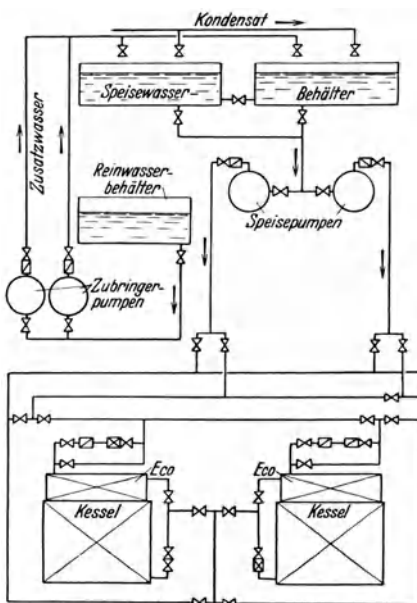 Kondensat
Speisewasser
Behälter
Zusatzwasser
Reinwasser-
behälter
Speisepumpen
Zubringer-
pumpen
Eco
Eco
Kessel
Kessel